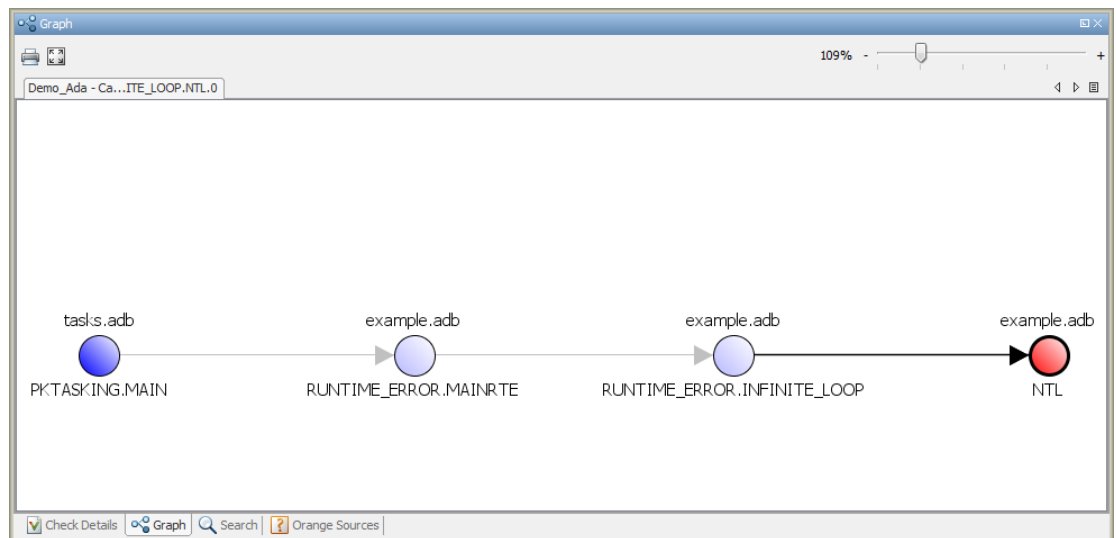 Graph
109% - +
Demo_Ada - Ca...ITE_LOOP.NTL.0
tasks.adb example.adb example.adb example.adb
PKTASKING.MAIN RUNTIME_ERROR.MAINRTE RUNTIME_ERROR.INFINITE_LOOP NTL
Check Details Graph Search ? Orange Sources